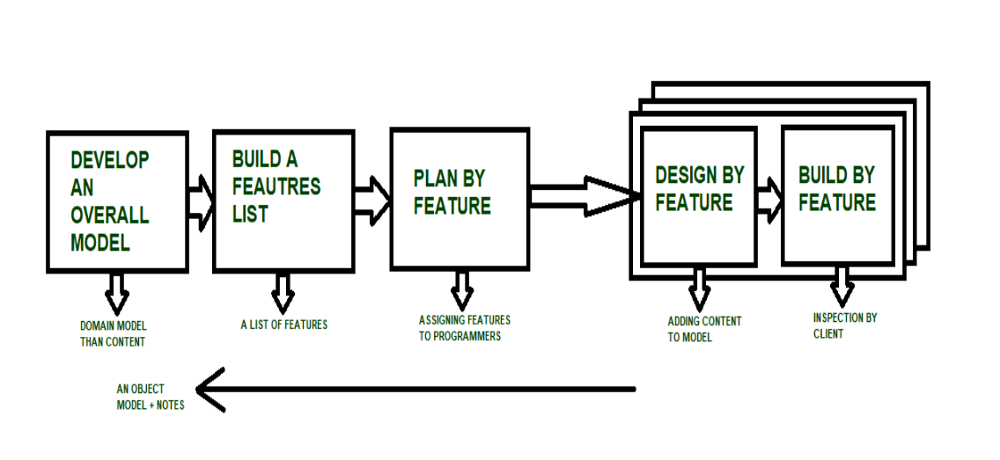 DEVELOP
AN
OVERALL
MODEL
BUILD A
FEAUTRES
LIST
PLAN BY
FEATURE
DESIGN BY
FEATURE
BUILD BY
FEATURE
DOMAIN MODEL
THAN CONTENT
A LIST OF FEATURES
ASSIGNING FEATURES
TO PROGRAMMERS
ADDING CONTENT
TO MODEL
INSPECTION BY
CLIENT
AN OBJECT
MODEL + NOTES